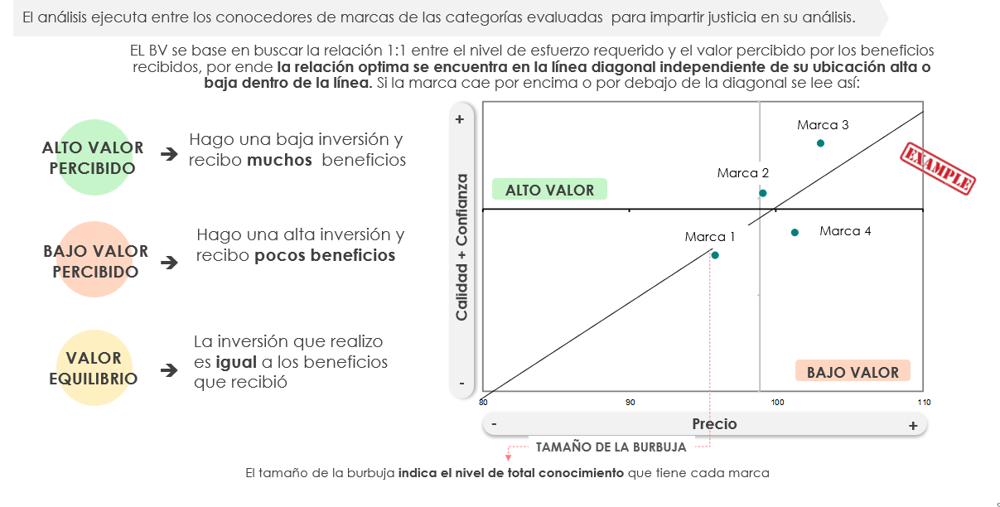 El análisis ejecuta entre los conocedores de marcas de las categorías evaluadas para impartir justicia en su análisis.
EL BV se base en buscar la relación 1:1 entre el nivel de esfuerzo requerido y el valor percibido por los beneficios
recibidos, por ende la relación optima se encuentra en la línea diagonal independiente de su ubicación alta o
baja dentro de la línea. Si la marca cae por encima o por debajo de la diagonal se lee así:
ALTO VALOR
PERCIBIDO
Hago una baja inversión y
recibo muchos beneficios
BAJO VALOR
PERCIBIDO
Hago una alta inversión y
recibo pocos beneficios
VALOR
EQUILIBRIO
La inversión que realizo
es igual a los beneficios
que recibió
+
Calidad + Confianza
-
Marca 3
EXAMPLE
Marca 2
ALTO VALOR
Marca 1
Marca 4
BAJO VALOR
80 90 100 110
- Precio +
TAMAÑO DE LA BURBUJA
El tamaño de la burbuja indica el nivel de total conocimiento que tiene cada marca